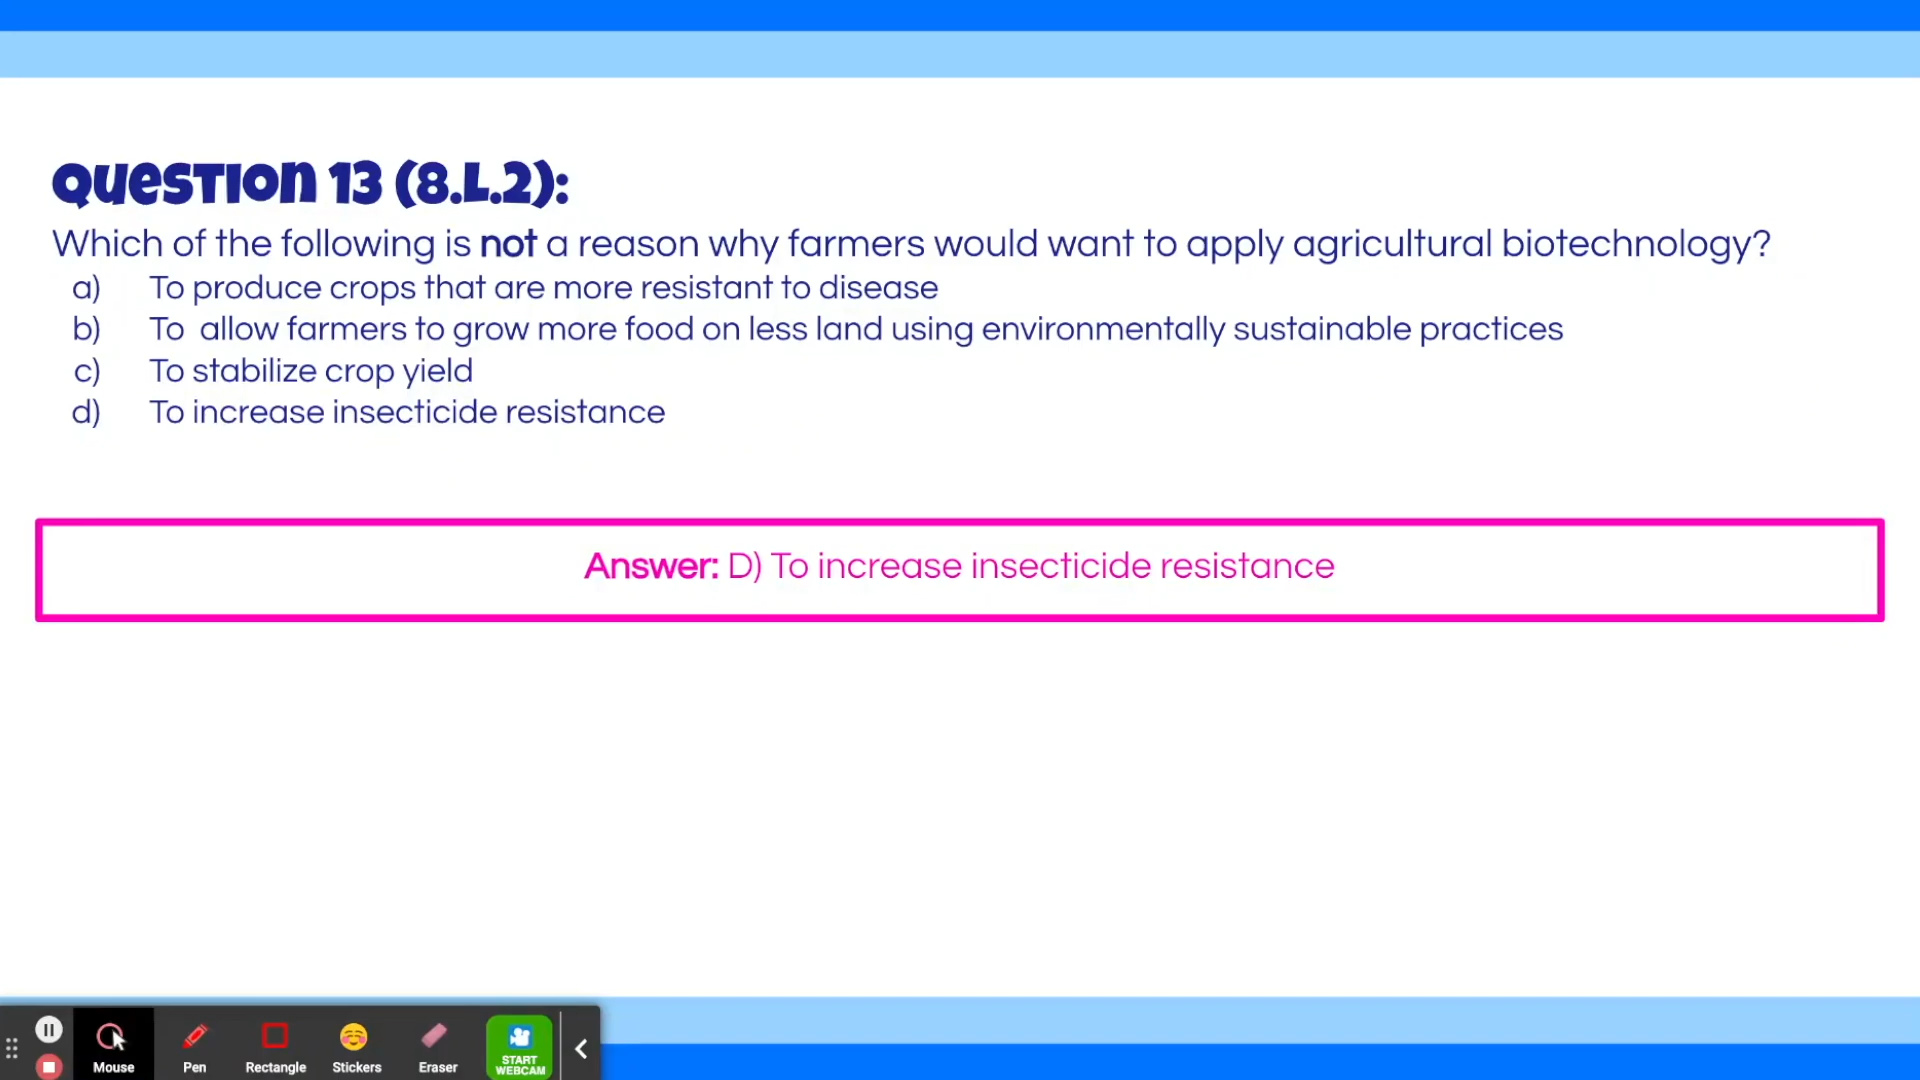 Question 13 (8.L.2):
Which of the following is not a reason why farmers would want to apply agricultural biotechnology?
a) To produce crops that are more resistant to disease
b) To allow farmers to grow more food on less land using environmentally sustainable practices
c) To stabilize crop yield
d) To increase insecticide resistance
Answer: D) To increase insecticide resistance
Mouse Pen Rectangle Stickers Eraser START WEBCAM